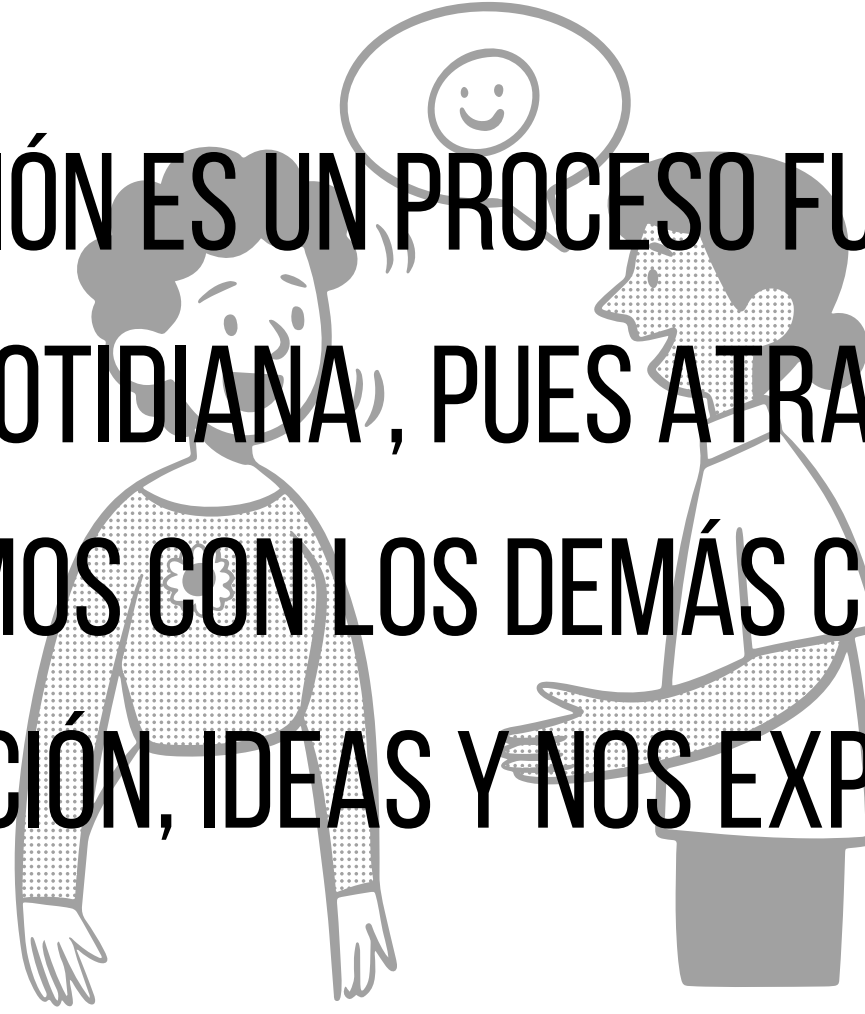 IÓN ES UN PROCESO FU
OTIDIANA , PUES ATRA
MOS CON LOS DEMÁS C
CIÓN, IDEAS Y NOS EXP